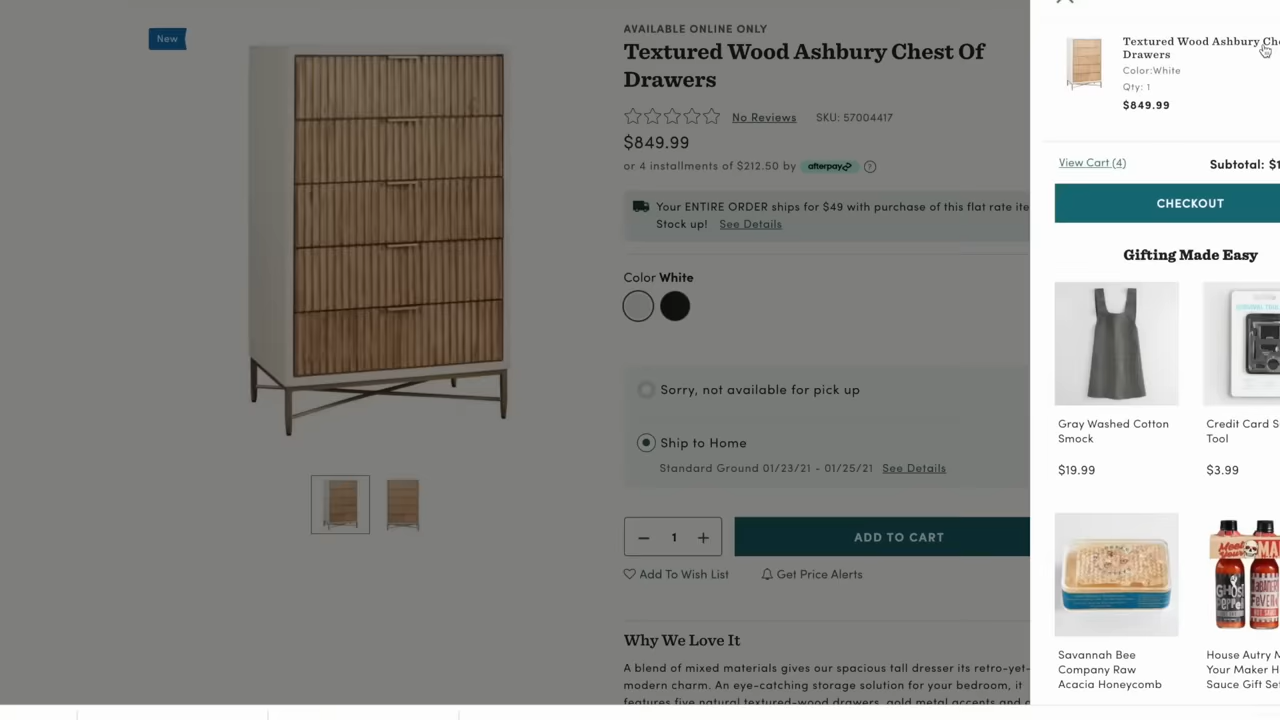 New
AVAILABLE ONLINE ONLY
Textured Wood Ashbury Chest Of
Drawers
No Reviews
SKU: 57004417
$849.99
or 4 installments of $212.50 by afterpay
Your ENTIRE ORDER ships for $49 with purchase of this flat rate
Stock up! See Details
Color White
Sorry, not available for pick up
Ship to Home
Standard Ground 01/23/21 - 01/25/21 See Details
1
ADD TO CART
Add To Wish List
Get Price Alerts
Why We Love It
A blend of mixed materials gives our spacious tall dresser its retro-yet-
modern charm. An eye-catching storage solution for your bedroom, it
features five natural textured-wood drawers, gold metal accents and
Textured Wood Ashbury
Drawers
Color:White
Qty: 1
$849.99
View Cart (4)
Subtotal:
CHECKOUT
Gifting Made Easy
Gray Washed Cotton
Smock
$19.99
Credit Card
Tool
$3.99
Savannah Bee
Company Raw
Acacia Honeycomb
House Autry
Your Maker
Sauce Gift